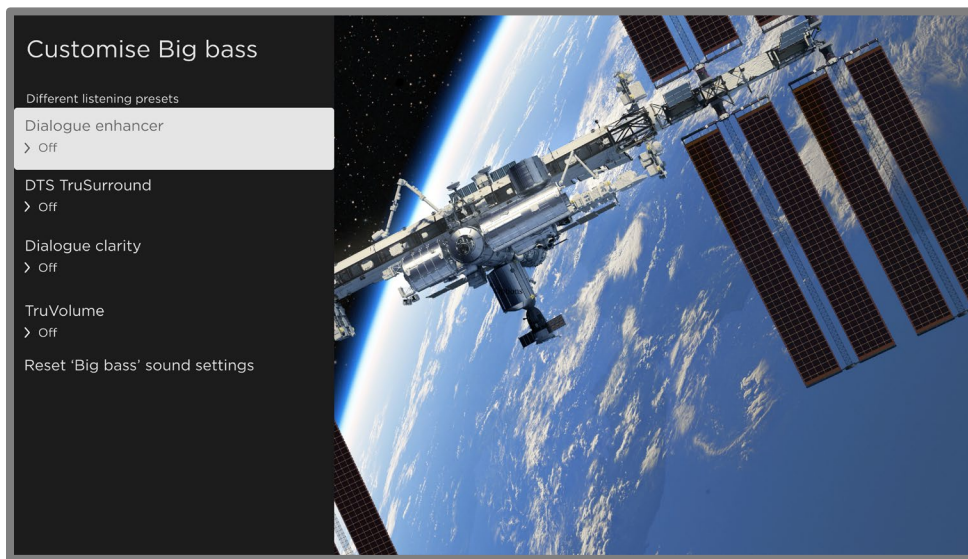 Customise Big bass
Different listening presets
Dialogue enhancer
Off
DTS TruSurround
Off
Dialogue clarity
Off
TruVolume
Off
Reset ‘Big bass’ sound settings